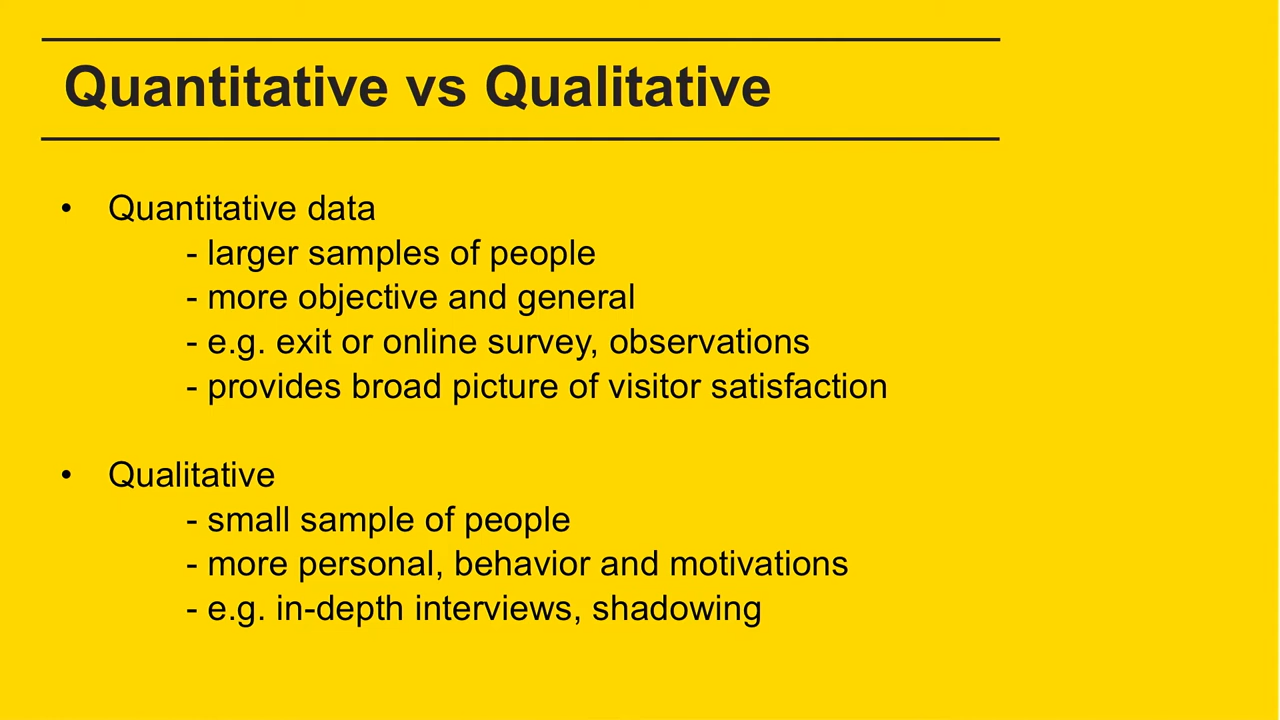 Quantitative vs Qualitative
• Quantitative data
- larger samples of people
- more objective and general
- e.g. exit or online survey, observations
- provides broad picture of visitor satisfaction
• Qualitative
- small sample of people
- more personal, behavior and motivations
- e.g. in-depth interviews, shadowing